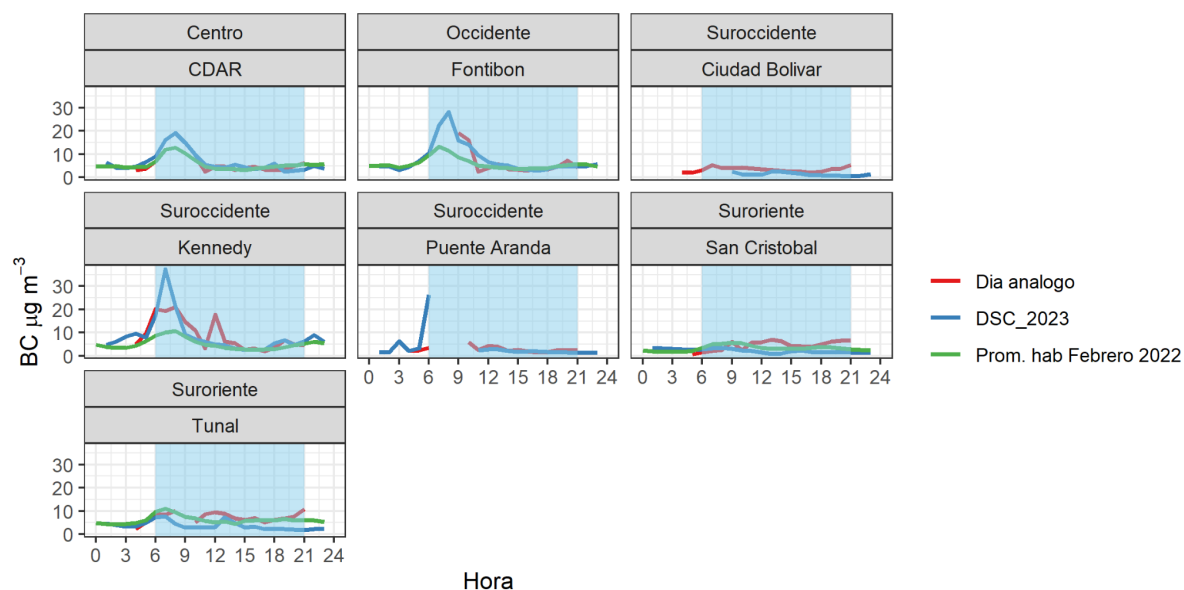 Centro
CDAR
Occidente
Fontibon
Suroccidente
Ciudad Bolivar
30
20
10
0
Suroccidente
Kennedy
Suroccidente
Puente Aranda
Suroriente
San Cristobal
30
20
10
0
0 3 6 9 12 15 18 21 24
0 3 6 9 12 15 18 21 24
Suroriente
Tunal
30
20
10
0
0 3 6 9 12 15 18 21 24
BC µg m⁻³
Hora
Dia analogo
DSC_2023
Prom. hab Febrero 2022